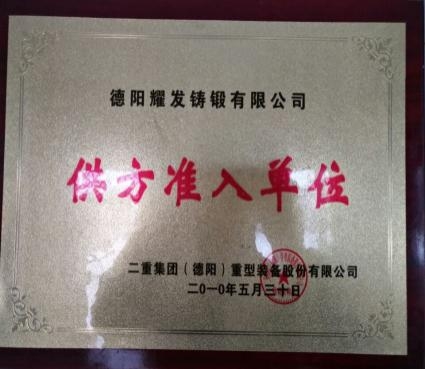 德阳耀发铸锻有限公司
供方准入单位
二重集团（德阳）重型装备股份有限公司
二〇一〇年五月三十日